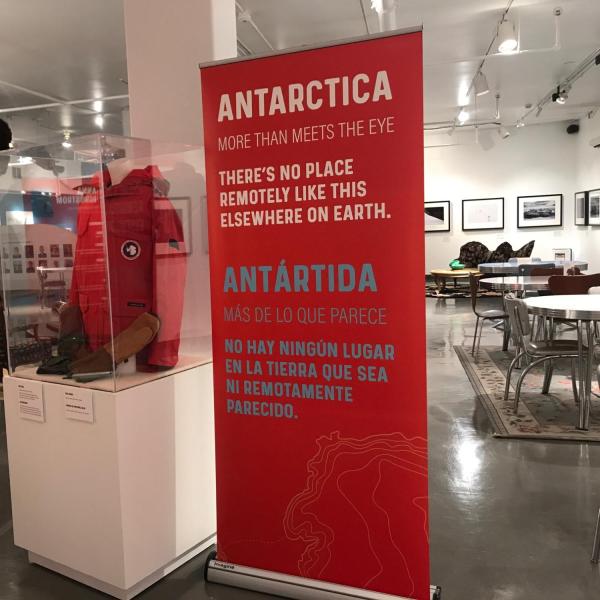 ANTARCTICA
MORE THAN MEETS THE EYE
THERE'S NO PLACE
REMOTELY LIKE THIS
ELSEWHERE ON EARTH.
ANTÁRTIDA
MÁS DE LO QUE PARECE
NO HAY NINGÚN LUGAR
EN LA TIERRA QUE SEA
NI REMOTAMENTE
PARECIDO.